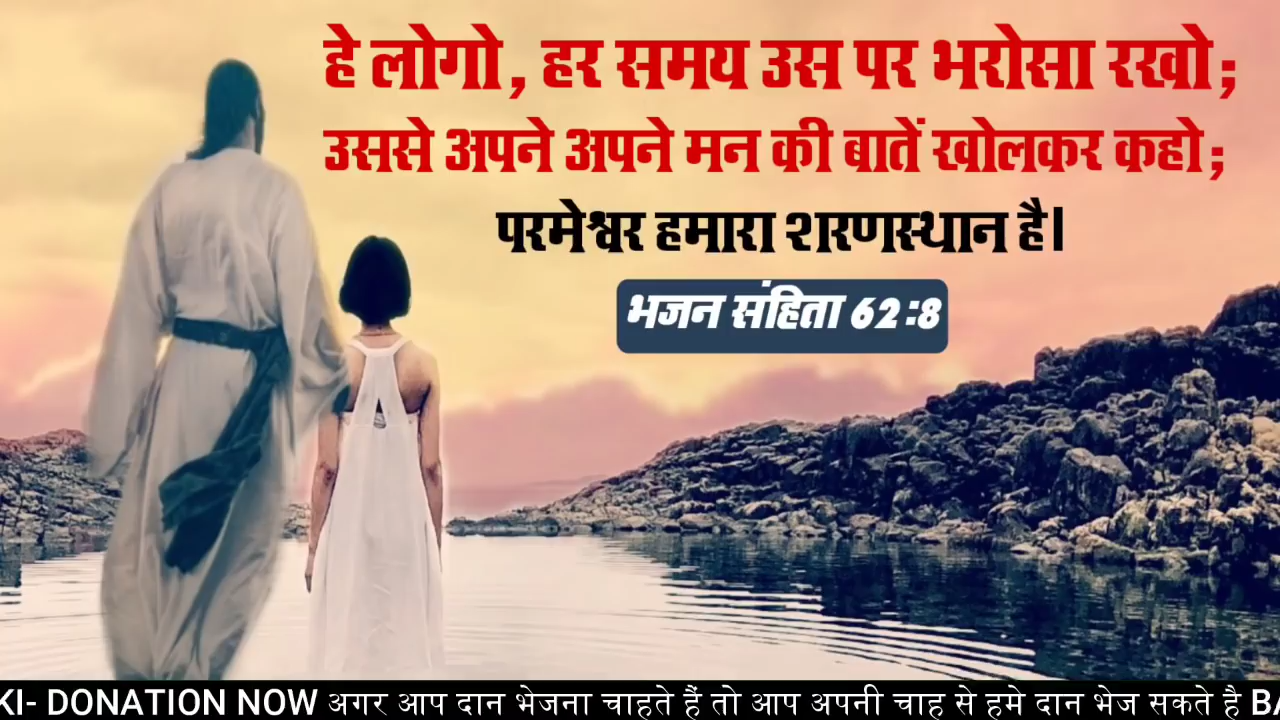 हे लोगो, हर समय उस पर भरोसा रखो;
उससे अपने अपने मन की बातें खोलकर कहो;
परमेश्वर हमारा शरणस्थान है।
भजन संहिता 62:8
KI- DONATION NOW अगर आप दान भेजना चाहते हैं तो आप अपनी चाह से हमे दान भेज सकते है BA